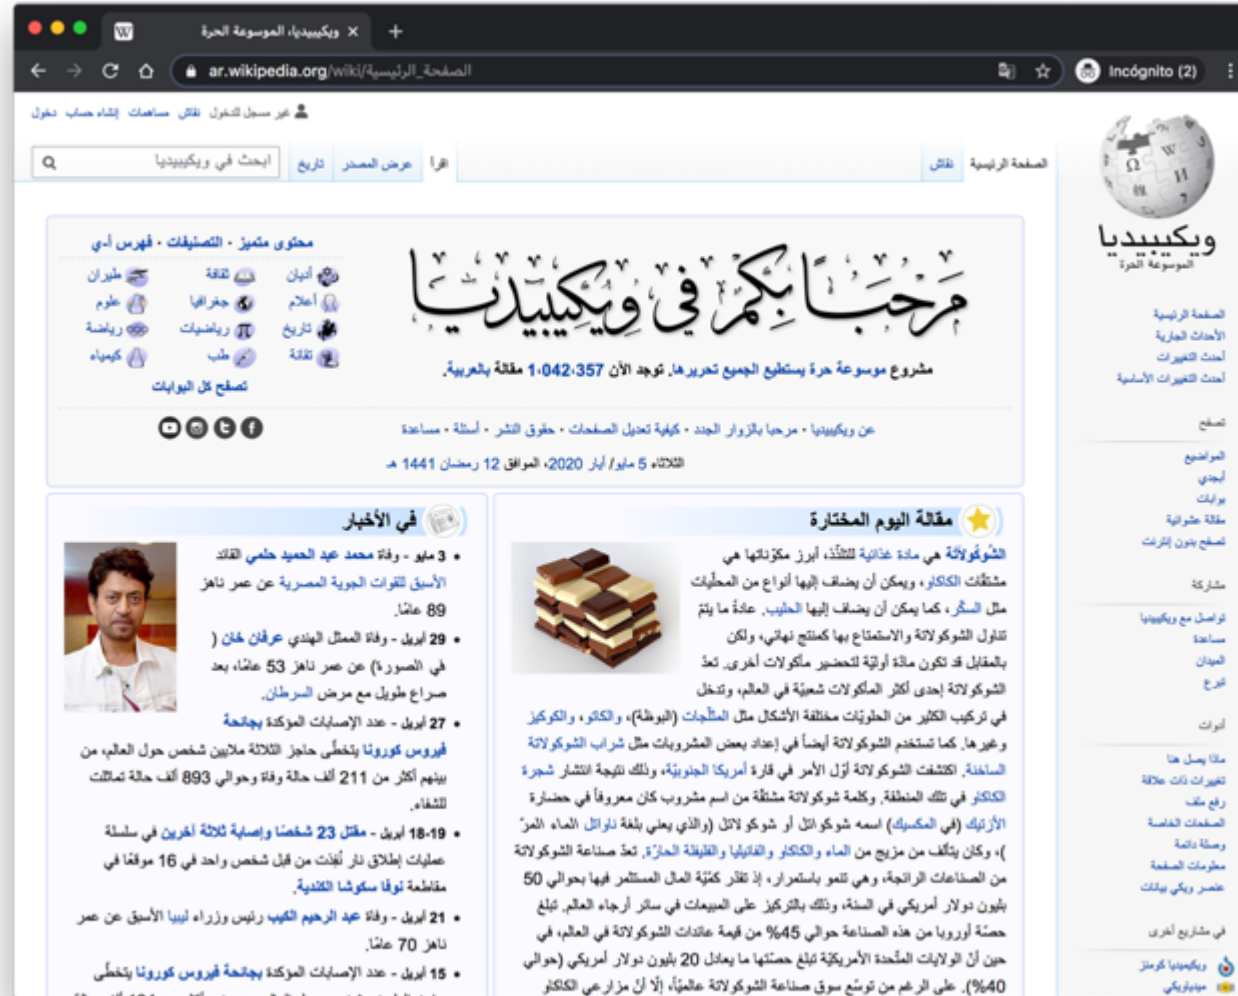 ويكيبيديا، الموسوعة الحرة
ar.wikipedia.org/wiki/الصفحة_الرئيسية
Incógnito (2)
غير مسجل للدخول نقاش مساهمات إنشاء حساب دخول
الصفحة الرئيسية نقاش
اقرأ عرض المصدر تاريخ
ابحث في ويكيبيديا
ويكيبيديا
الموسوعة الحرة
الصفحة الرئيسية
الأحداث الجارية
أحدث التغييرات
أحدث التغييرات الأساسية
تصفح
المواضيع
أبجدي
بوابات
مقالة عشوائية
تصفح بدون إنترنت
مشاركة
تواصل مع ويكيبيديا
مساعدة
الميدان
تبرع
أدوات
ماذا يصل هنا
تغييرات ذات علاقة
رفع ملف
الصفحات الخاصة
وصلة دائمة
معلومات الصفحة
عنصر ويكي بيانات
في مشاريع أخرى
ويكيميديا كومنز
ميدياويكي
مَرحَبًا بِكُم في ويكيبيديا
مشروع موسوعة حرة يستطيع الجميع تحريرها. توجد الآن 1٬042٬357 مقالة بالعربية.
محتوى متميز · التصنيفات · فهرس أ-ي
أديان ثقافة طيران
أعلام جغرافيا علوم
تاريخ رياضيات رياضة
تقانة طب كيمياء
تصفح كل البوابات
عن ويكيبيديا · مرحبا بالزوار الجدد · كيفية تعديل الصفحات · حقوق النشر · أسئلة · مساعدة
الثلاثاء 5 مايو/ أيار 2020، الموافق 12 رمضان 1441 هـ
مقالة اليوم المختارة
الشُوكُولَاتَة هي مادة غذائية للتلذّذ، أبرز مكوّناتها هي
مشتقّات الكاكاو، ويمكن أن يضاف إليها أنواع من المحلّيات
مثل السكّر، كما يمكن أن يضاف إليها الحليب. عادةً ما يتمّ
تناول الشوكولاتة والاستمتاع بها كمنتج نهائي، ولكن
بالمقابل قد تكون مادّة أوليّة لتحضير مأكولات أخرى. تعدّ
الشوكولاتة إحدى أكثر المأكولات شعبيّة في العالم، وتدخل
في تركيب الكثير من الحلويّات مختلفة الأشكال مثل المثلّجات (البوظة)، والكاتو، والكوكيز
وغيرها. كما تستخدم الشوكولاتة أيضاً في إعداد بعض المشروبات مثل شراب الشوكولاتة
الساخنة. اكتشفت الشوكولاتة أوّل الأمر في قارة أمريكا الجنوبيّة، وذلك نتيجة انتشار شجرة
الكاكاو في تلك المنطقة. وكلمة شوكولاتة مشتقّة من اسم مشروب كان معروفاً في حضارة
الأزتيك (في المكسيك) اسمه شوكواتل أو شوكولاتل (والذي يعني بلغة ناواتل الماء المرّ
)، وكان يتألف من مزيج من الماء والكاكاو والفانيليا والفليفلة الحارّة. تعدّ صناعة الشوكولاتة
من الصناعات الرائجة، وهي تنمو باستمرار، إذ تقدّر كمّيّة المال المستثمر فيها بحوالي 50
بليون دولار أمريكي في السنة، وذلك بالتركيز على المبيعات في سائر أرجاء العالم. تبلغ
حصّة أوروبا من هذه الصناعة حوالي 45% من قيمة عائدات الشوكولاتة في العالم، في
حين أنّ الولايات المتّحدة الأمريكيّة تبلغ حصّتها ما يعادل 20 بليون دولار أمريكي (حوالي
40%). على الرغم من توسّع سوق صناعة الشوكولاتة عالميّاً، إلّا أنّ مزارعي الكاكاو
في الأخبار
3 مايو - وفاة محمد عبد الحميد حلمي القائد
الأسبق للقوات الجوية المصرية عن عمر ناهز
89 عامًا.
29 أبريل - وفاة الممثل الهندي عرفان خان (
في الصورة) عن عمر ناهز 53 عامًا، بعد
صراع طويل مع مرض السرطان.
27 أبريل - عدد الإصابات المؤكدة بجائحة
فيروس كورونا يتخطّى حاجز الثلاثة ملايين شخص حول العالم، من
بينهم أكثر من 211 ألف حالة وفاة وحوالي 893 ألف حالة تماثلت
للشفاء.
18-19 أبريل - مقتل 23 شخصًا وإصابة ثلاثة آخرين في سلسلة
عمليات إطلاق نار نُفِذت من قبل شخص واحد في 16 موقعًا في
مقاطعة نوفا سكوشا الكندية.
21 أبريل - وفاة عبد الرحيم الكيب رئيس وزراء ليبيا الأسبق عن عمر
ناهز 70 عامًا.
15 أبريل - عدد الإصابات المؤكدة بجائحة فيروس كورونا يتخطّى